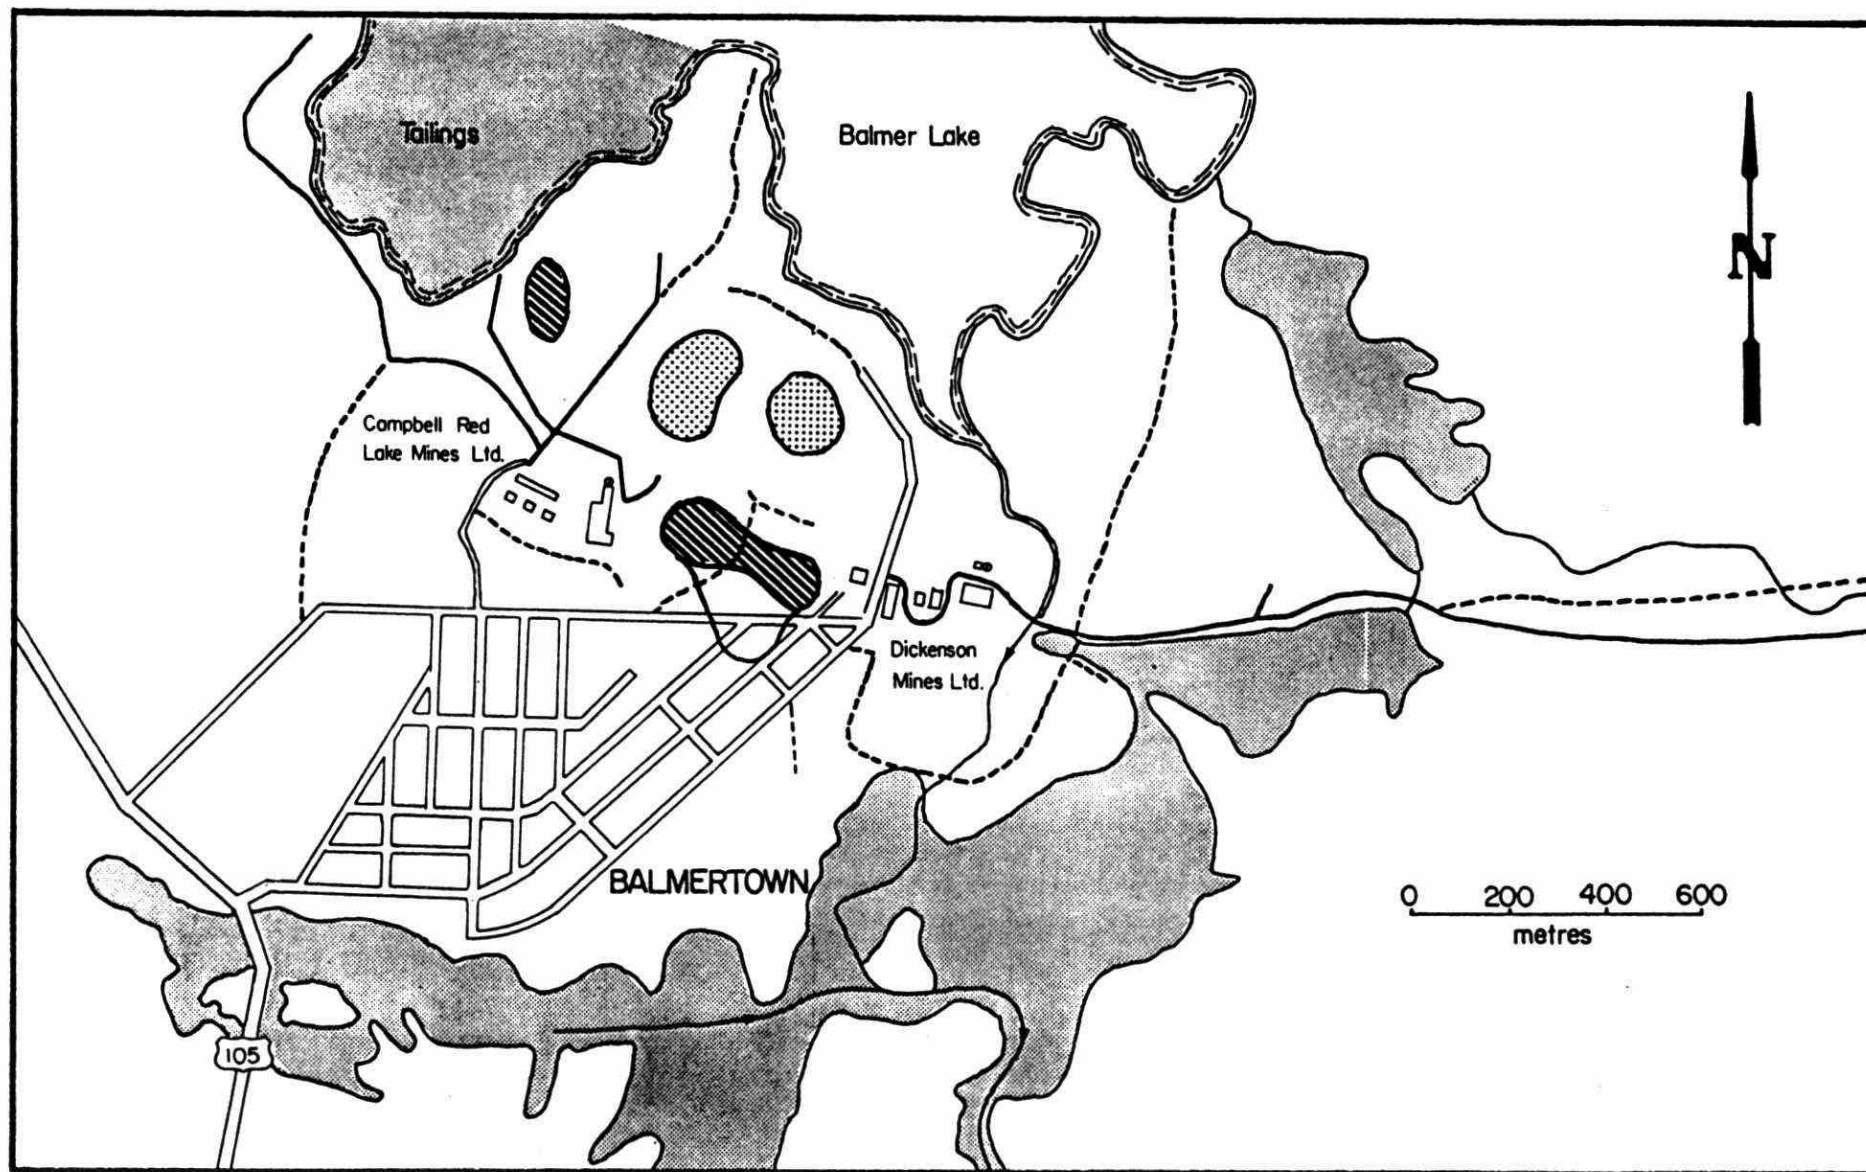 Tailings
Balmer Lake
N
Campbell Red
Lake Mines Ltd.
Dickenson
Mines Ltd.
BALMERTOWN
0 200 400 600
metres
105